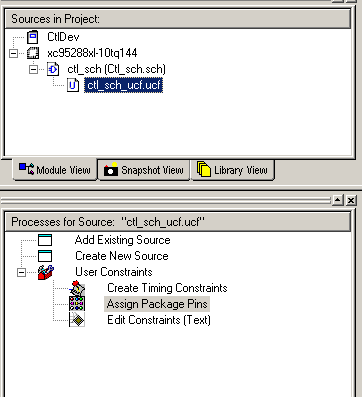 Sources in Project:
CtlDev
xc95288xl-10tq144
ctl_sch (Ctl_sch.sch)
U ctl_sch_ucf.ucf
Module View Snapshot View Library View
Processes for Source: "ctl_sch_ucf.ucf"
Add Existing Source
Create New Source
User Constraints
Create Timing Constraints
Assign Package Pins
Edit Constraints (Text)